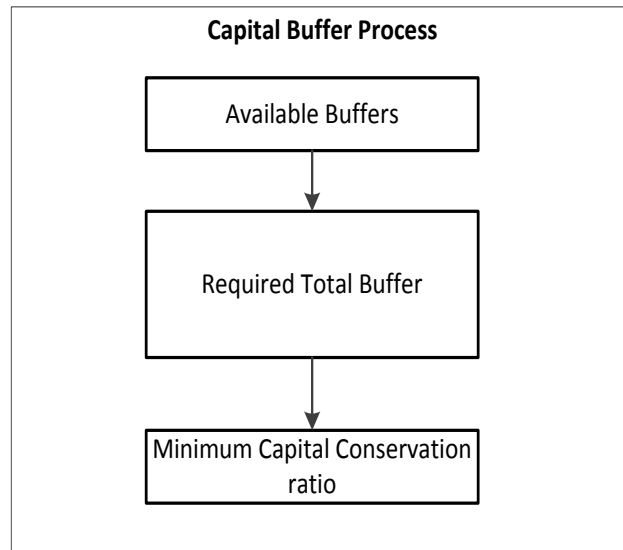 Capital Buffer Process
Available Buffers
Required Total Buffer
Minimum Capital Conservation
ratio